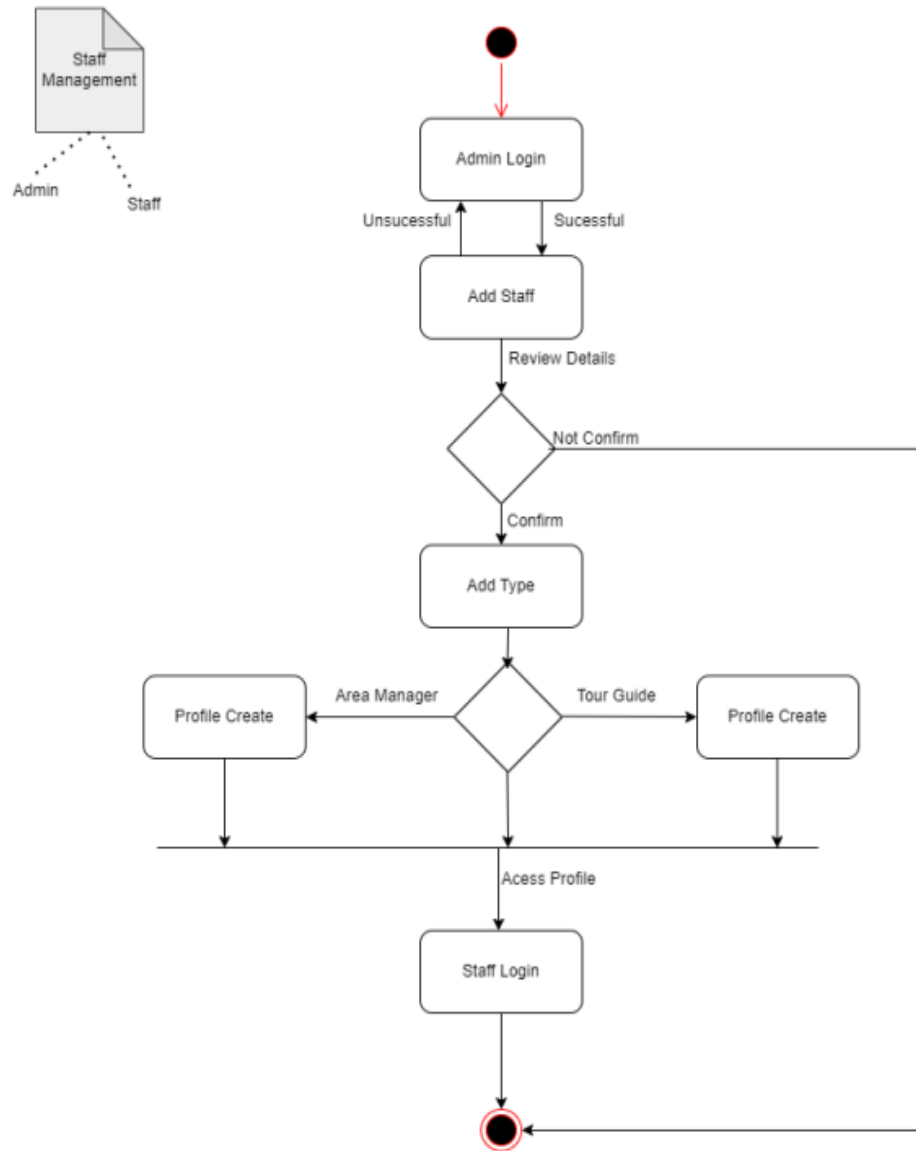 Staff
Management
Admin
Staff
Admin Login
Unsucessful
Sucessful
Add Staff
Review Details
Not Confirm
Confirm
Add Type
Area Manager
Tour Guide
Profile Create
Profile Create
Acess Profile
Staff Login